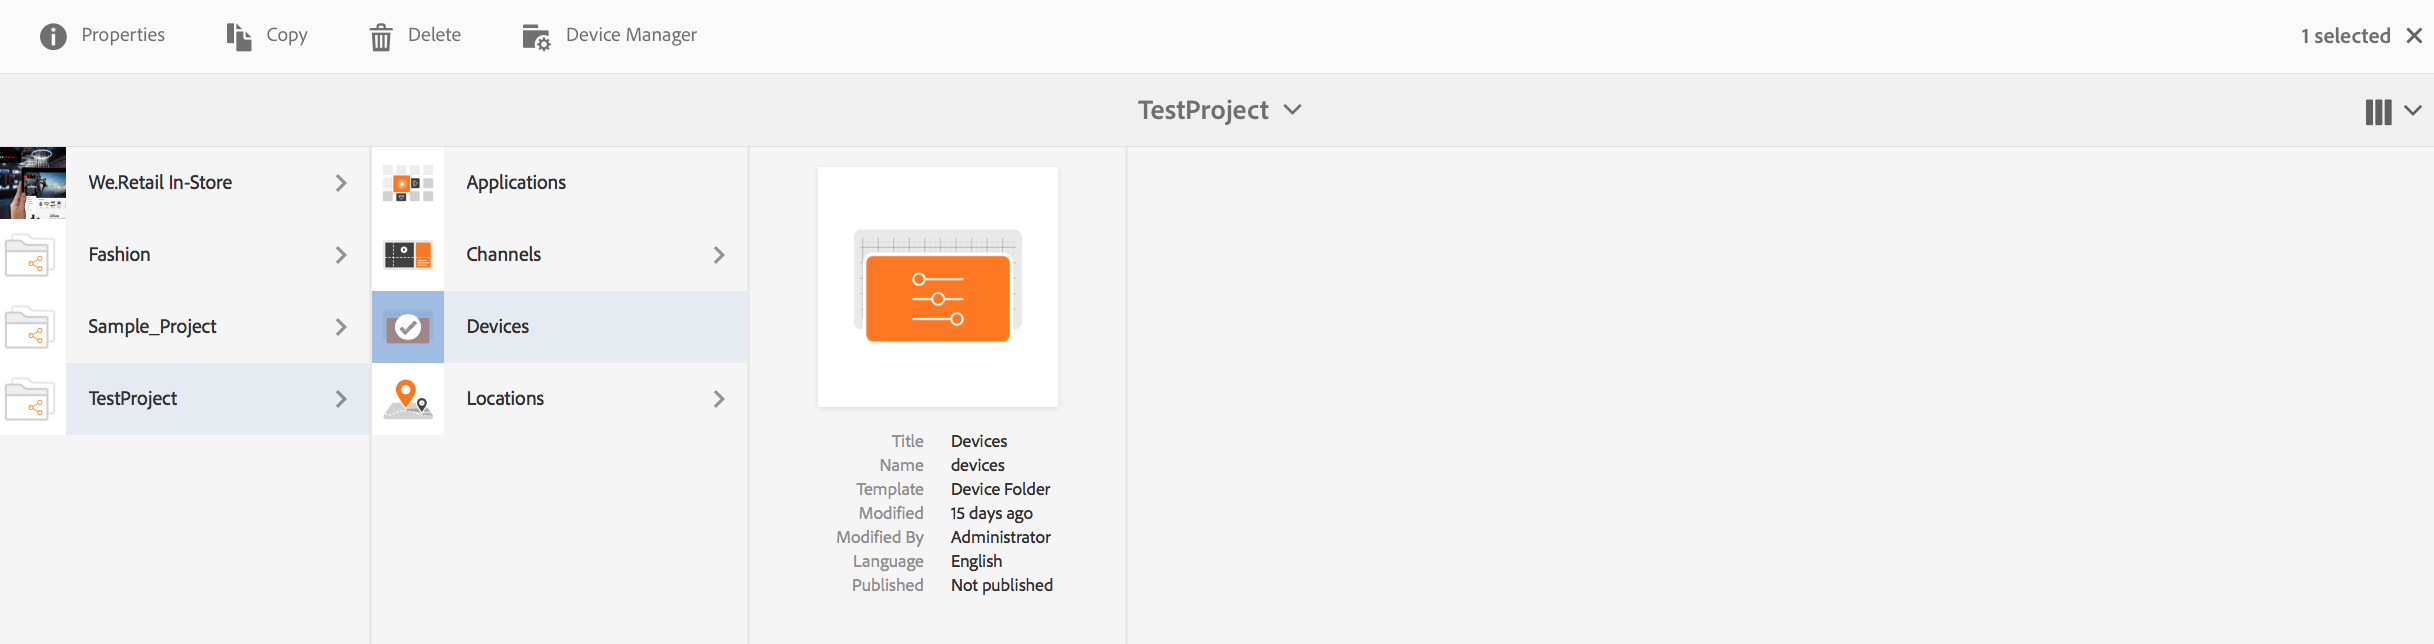 Properties Copy Delete Device Manager 1 selected
TestProject
We.Retail In-Store
Fashion
Sample_Project
TestProject
Applications
Channels
Devices
Locations
Title Devices
Name devices
Template Device Folder
Modified 15 days ago
Modified By Administrator
Language English
Published Not published